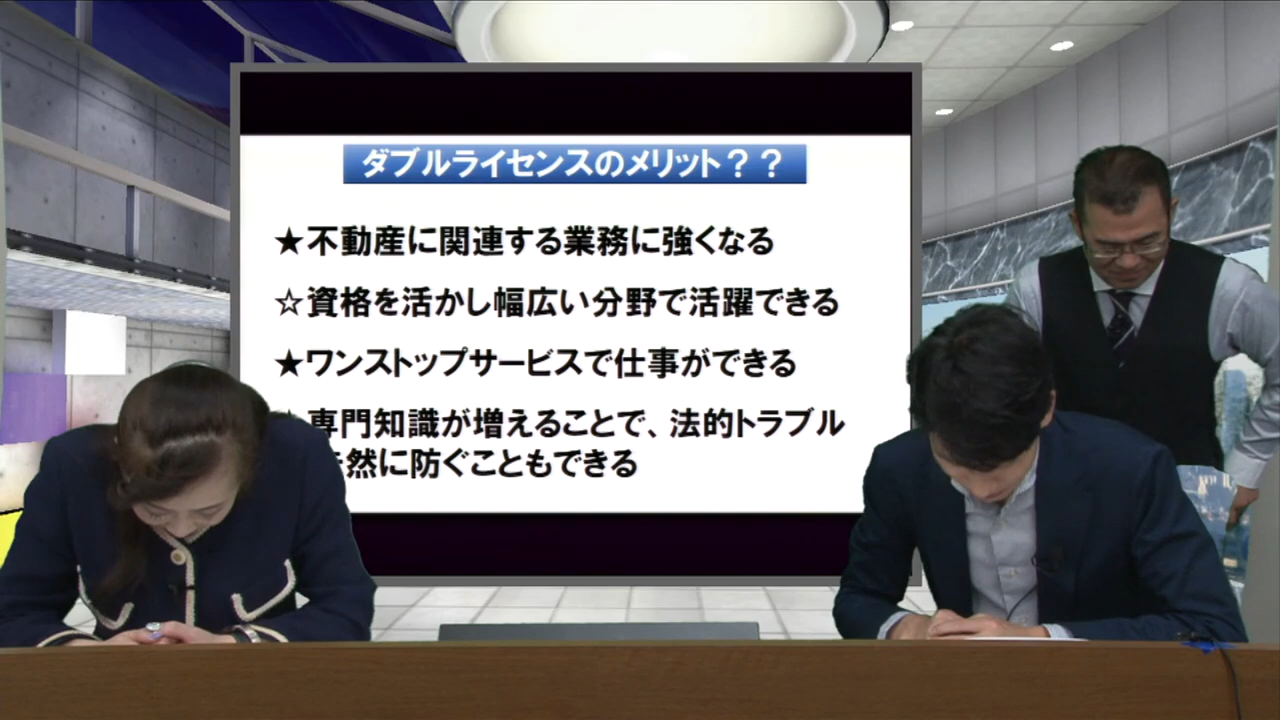 ダブルライセンスのメリット？？
★不動産に関連する業務に強くなる
☆資格を活かし幅広い分野で活躍できる
★ワンストップサービスで仕事ができる
専門知識が増えることで、法的トラブル
然に防ぐこともできる